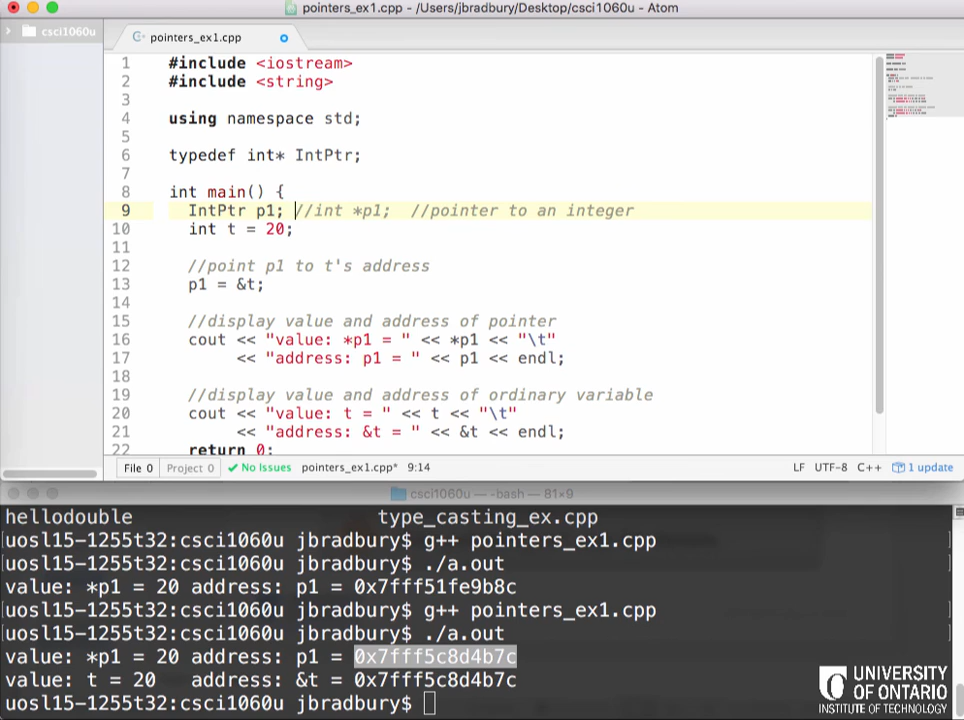 pointers_ex1.cpp - /Users/jbradbury/Desktop/csci1060u - Atom
csci1060u
pointers_ex1.cpp
1 #include <iostream>
2 #include <string>
3
4 using namespace std;
5
6 typedef int* IntPtr;
7
8 int main() {
9 IntPtr p1; //int *p1; //pointer to an integer
10 int t = 20;
11
12 //point p1 to t's address
13 p1 = &t;
14
15 //display value and address of pointer
16 cout << "value: *p1 = " << *p1 << "\t"
17 << "address: p1 = " << p1 << endl;
18
19 //display value and address of ordinary variable
20 cout << "value: t = " << t << "\t"
21 << "address: &t = " << &t << endl;
22 return 0;
File 0 Project 0 No Issues pointers_ex1.cpp* 9:14 LF UTF-8 C++ 1 update
csci1060u — -bash — 81×9
hellodouble type_casting_ex.cpp
uosl15-1255t32:csci1060u jbradbury$ g++ pointers_ex1.cpp
uosl15-1255t32:csci1060u jbradbury$ ./a.out
value: *p1 = 20 address: p1 = 0x7fff51fe9b8c
uosl15-1255t32:csci1060u jbradbury$ g++ pointers_ex1.cpp
uosl15-1255t32:csci1060u jbradbury$ ./a.out
value: *p1 = 20 address: p1 = 0x7fff5c8d4b7c
value: t = 20 address: &t = 0x7fff5c8d4b7c
uosl15-1255t32:csci1060u jbradbury$
UNIVERSITY
OF ONTARIO
INSTITUTE OF TECHNOLOGY